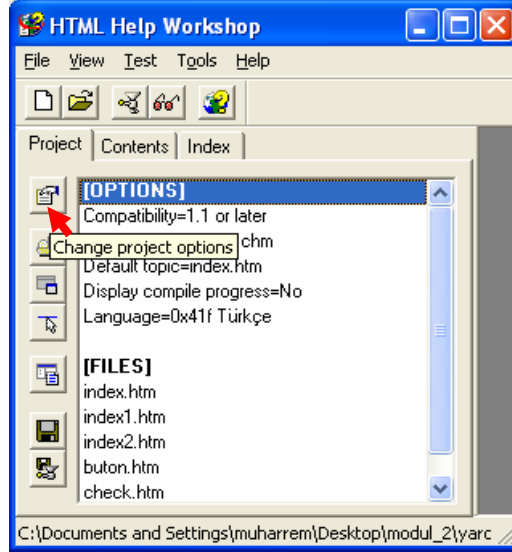 HTML Help Workshop
File View Test Tools Help
Project Contents Index
[OPTIONS]
Compatibility=1.1 or later
Change project options chm
Default topic=index.htm
Display compile progress=No
Language=0x41f Türkçe
[FILES]
index.htm
index1.htm
index2.htm
buton.htm
check.htm
C:\Documents and Settings\muharrem\Desktop\modul_2\yarc